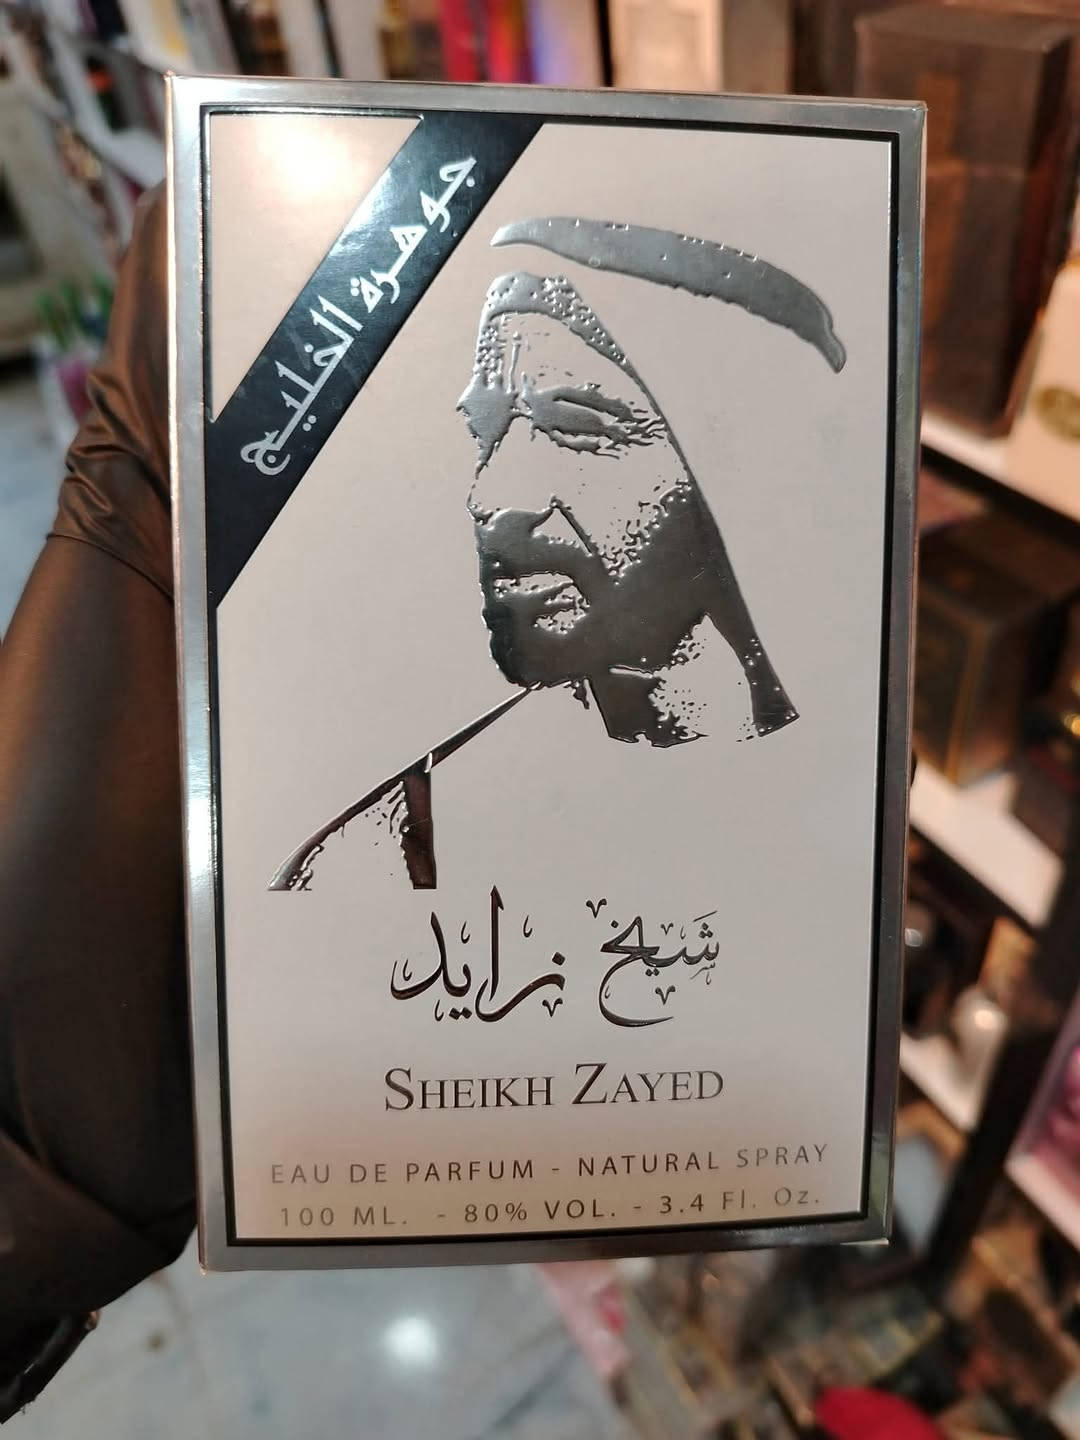 جوهرة الخليج
شيخ زايد
SHEIKH ZAYED
EAU DE PARFUM - NATURAL SPRAY
100 ML. - 80% VOL. - 3.4 Fl. Oz.